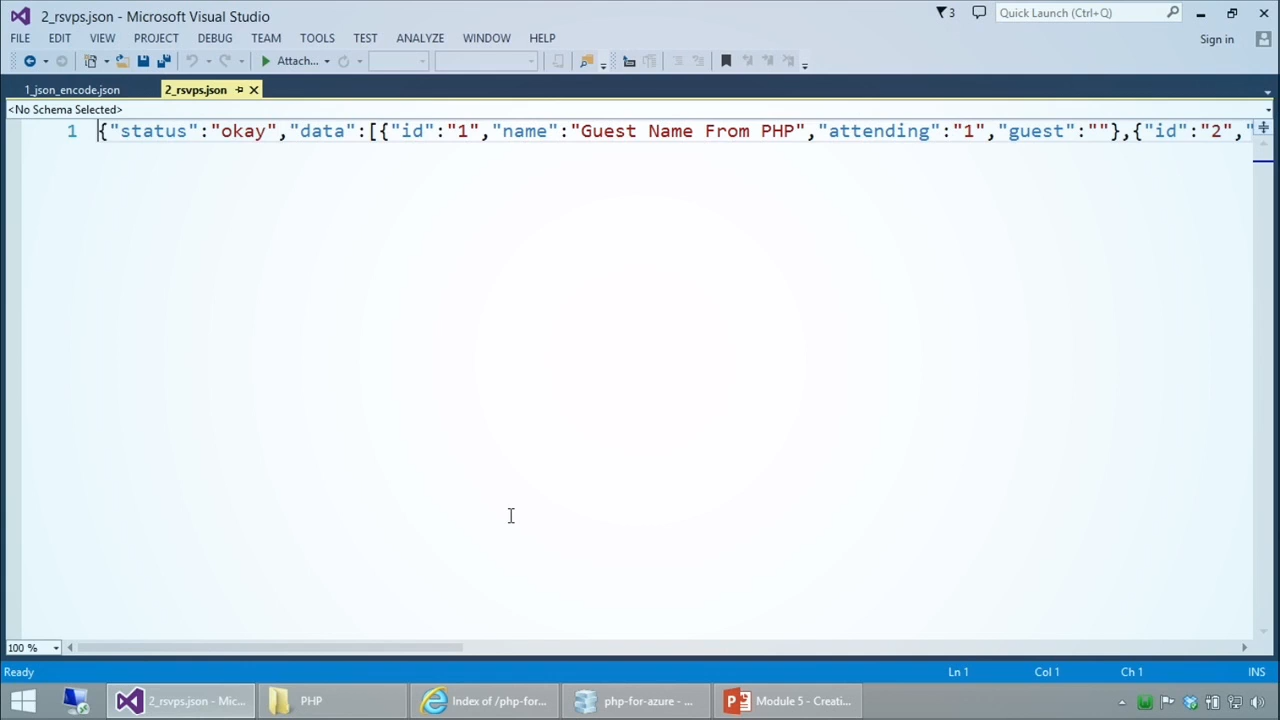 2_rsvps.json - Microsoft Visual Studio
3
Quick Launch (Ctrl+Q)
FILE EDIT VIEW PROJECT DEBUG TEAM TOOLS TEST ANALYZE WINDOW HELP
Sign in
Attach...
1_json_encode.json 2_rsvps.json
<No Schema Selected>
1 {"status":"okay","data":[{"id":"1","name":"Guest Name From PHP","attending":"1","guest":""},{"id":"2","
100 %
Ready Ln 1 Col 1 Ch 1 INS
2_rsvps.json - Mic... PHP Index of /php-for... php-for-azure - ... Module 5 - Creati...